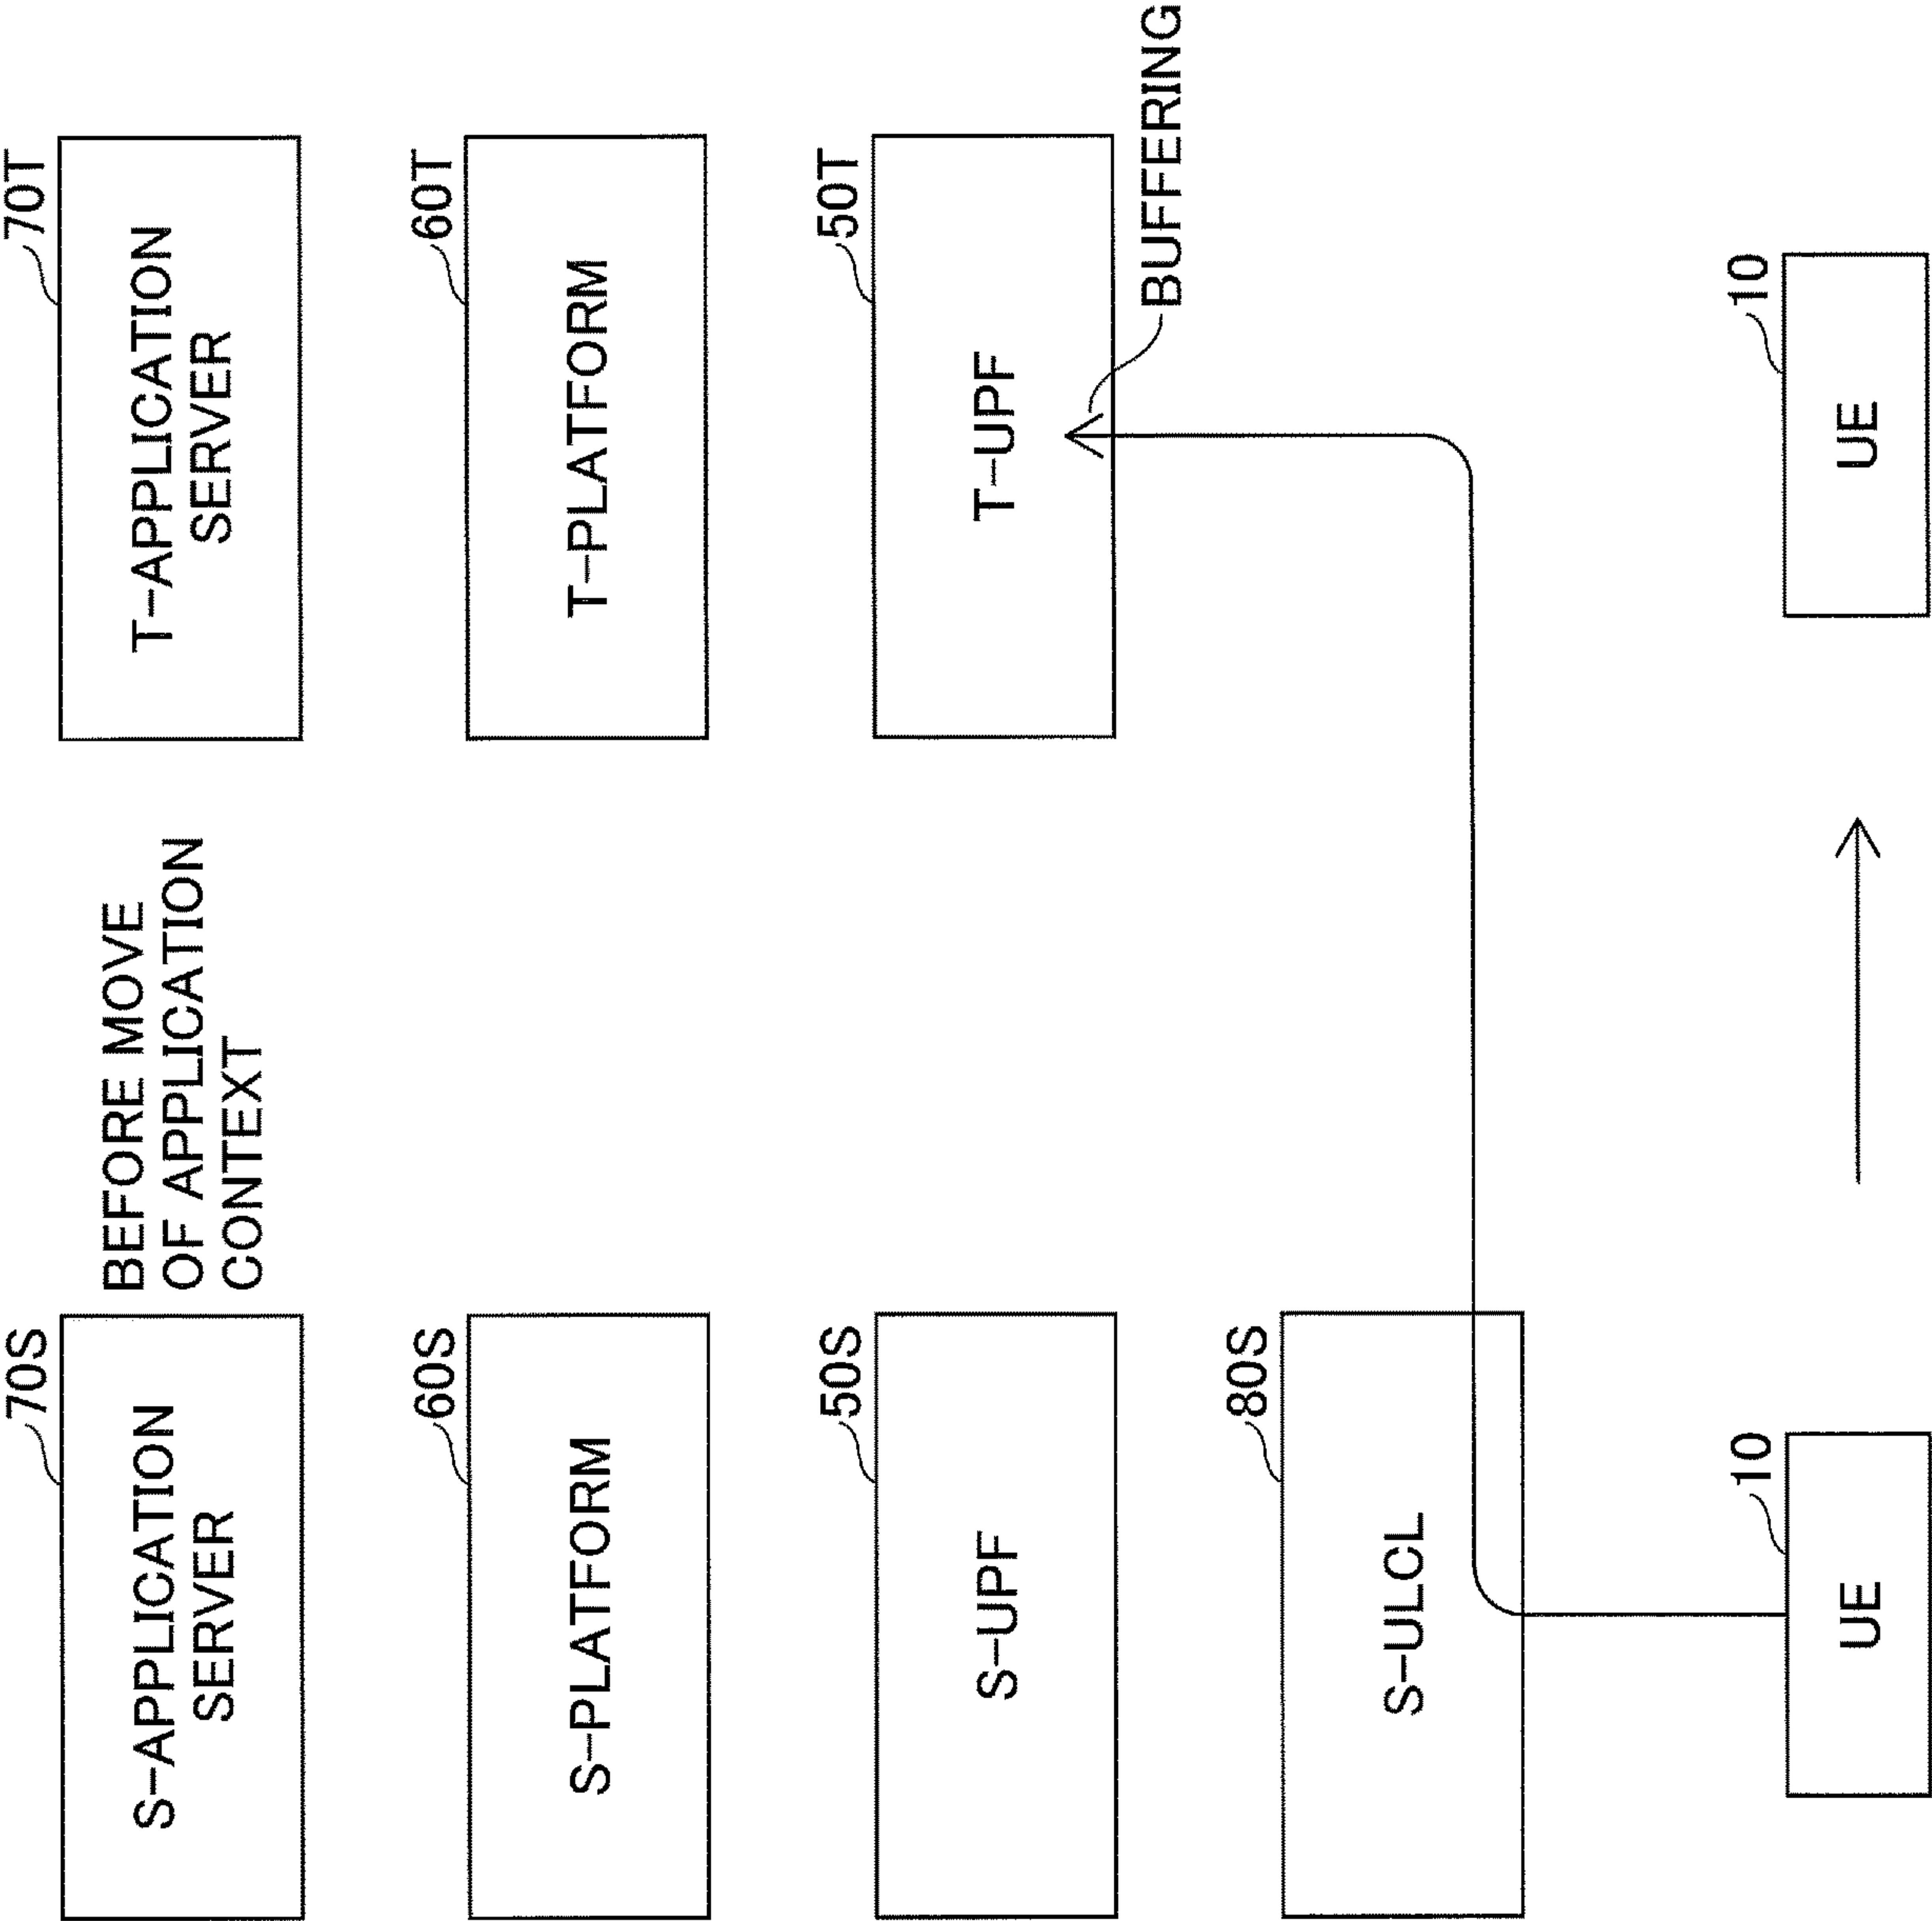 70S
S-APPLICATION
SERVER
BEFORE MOVE
OF APPLICATION
CONTEXT
70T
T-APPLICATION
SERVER
60S
S-PLATFORM
60T
T-PLATFORM
50S
S-UPF
50T
T-UPF
BUFFERING
80S
S-ULCL
10
UE
10
UE